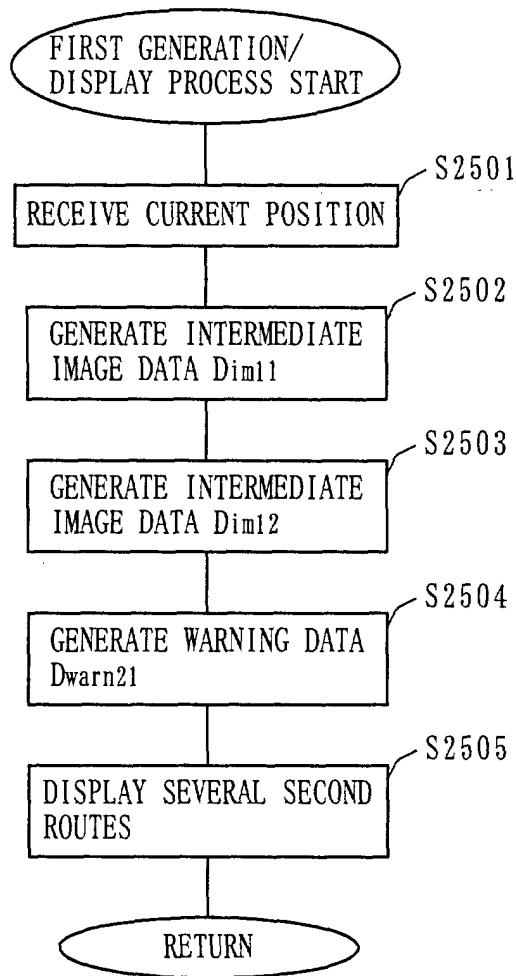 FIRST GENERATION/
DISPLAY PROCESS START
S2501
RECEIVE CURRENT POSITION
S2502
GENERATE INTERMEDIATE
IMAGE DATA Dim11
S2503
GENERATE INTERMEDIATE
IMAGE DATA Dim12
S2504
GENERATE WARNING DATA
Dwarn21
S2505
DISPLAY SEVERAL SECOND
ROUTES
RETURN